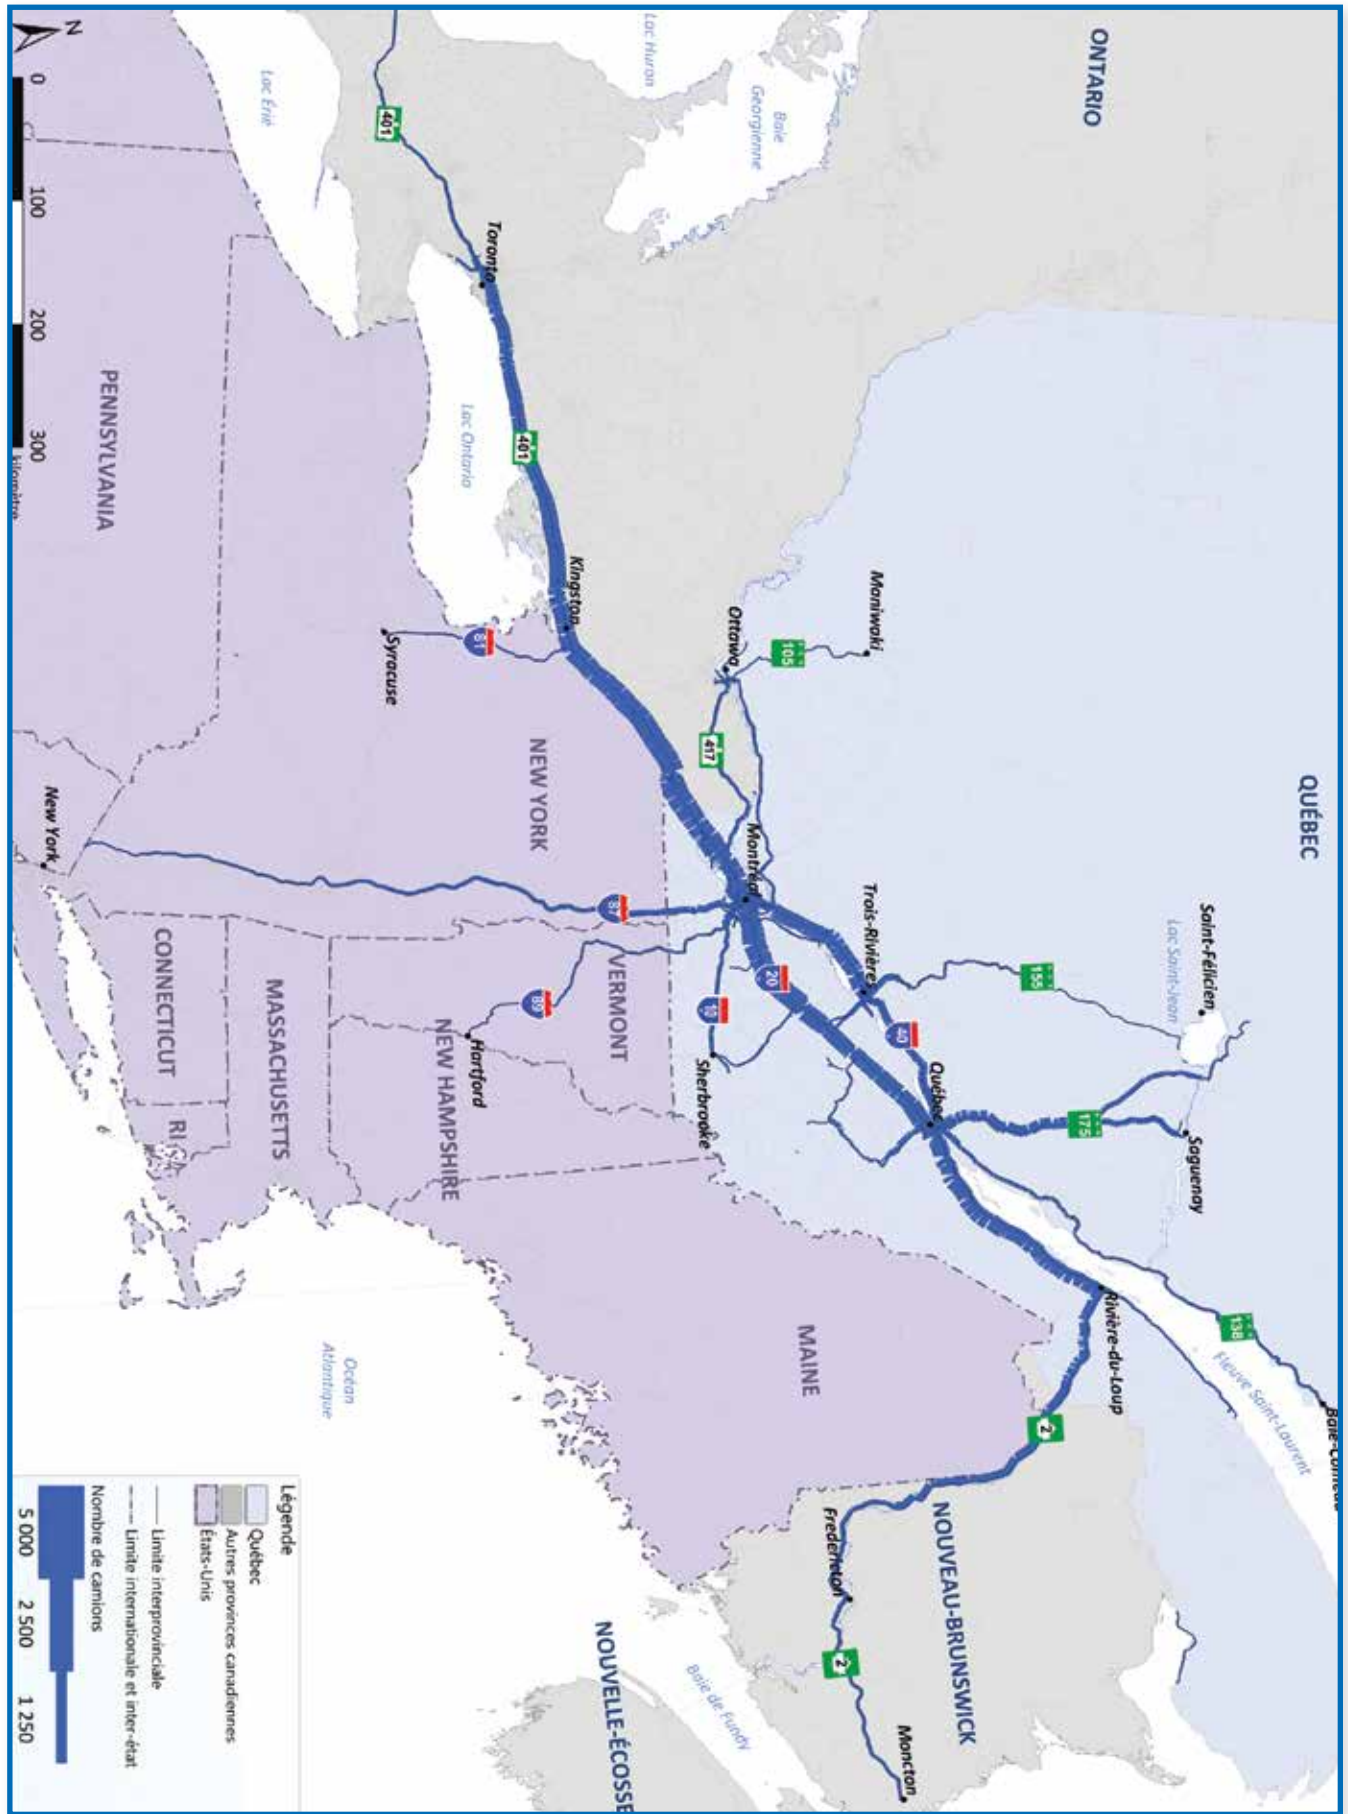 ONTARIO
QUÉBEC
Lac Huron
Baie
Georgienne
Lac Érié
Lac Ontario
401
Toronto
401
Kingston
Maniwaki
105
Ottawa
417
Montréal
Trois-Rivières
Saint-Félicien
Lac Saint-Jean
155
40
20
10
Sherbrooke
Québec
175
Saguenay
138
Fleuve Saint-Laurent
Rivière-du-Loup
2
NOUVEAU-BRUNSWICK
Fredericton
2
Moncton
Baie de Fundy
NOUVELLE-ÉCOSSE
81
Syracuse
NEW YORK
87
89
VERMONT
Hartford
NEW HAMPSHIRE
MAINE
MASSACHUSETTS
CONNECTICUT
RI
PENNSYLVANIA
New York
Océan
Atlantique
N
0 100 200 300
kilomètre
Légende
Québec
Autres provinces canadiennes
États-Unis
Limite interprovinciale
Limite internationale et inter-état
Nombre de camions
5 000 2 500 1 250